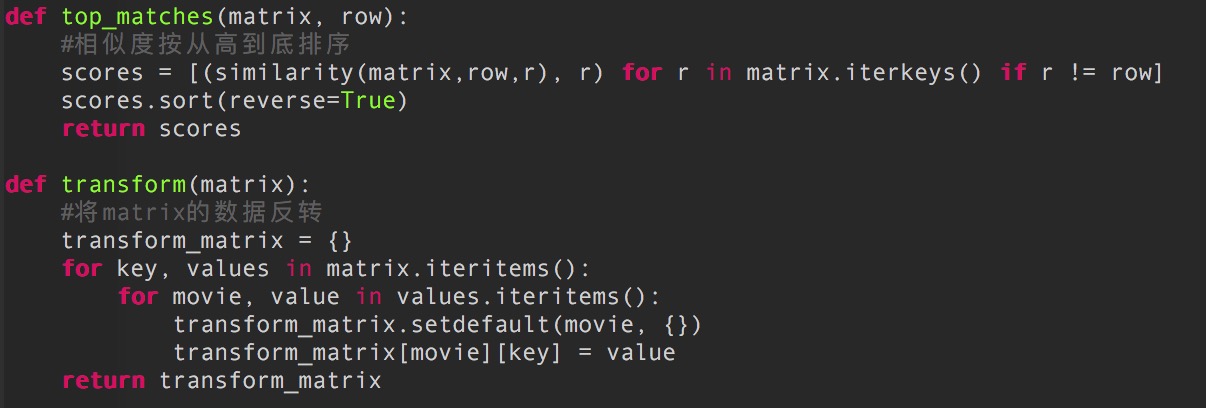 def top_matches(matrix, row):
    #相似度按从高到底排序
    scores = [(similarity(matrix,row,r), r) for r in matrix.iterkeys() if r != row]
    scores.sort(reverse=True)
    return scores

def transform(matrix):
    #将matrix的数据反转
    transform_matrix = {}
    for key, values in matrix.iteritems():
        for movie, value in values.iteritems():
            transform_matrix.setdefault(movie, {})
            transform_matrix[movie][key] = value
    return transform_matrix